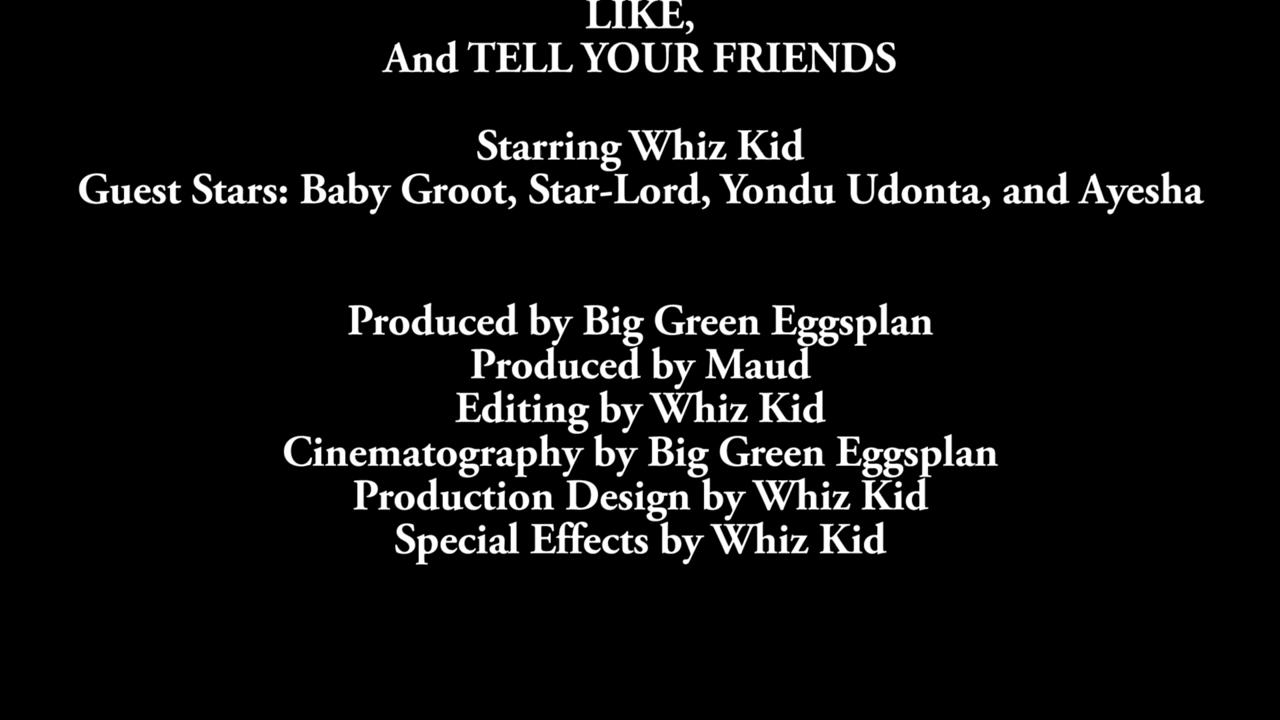 LIKE,
And TELL YOUR FRIENDS
Starring Whiz Kid
Guest Stars: Baby Groot, Star-Lord, Yondu Udonta, and Ayesha
Produced by Big Green Eggsplan
Produced by Maud
Editing by Whiz Kid
Cinematography by Big Green Eggsplan
Production Design by Whiz Kid
Special Effects by Whiz Kid